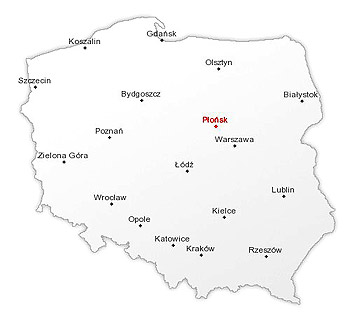 Gdańsk
Koszalin
Olsztyn
Szczecin
Bydgoszcz
Białystok
Płońsk
Poznań
Warszawa
Zielona Góra
Łódź
Lublin
Wrocław
Kielce
Opole
Katowice
Kraków
Rzeszów